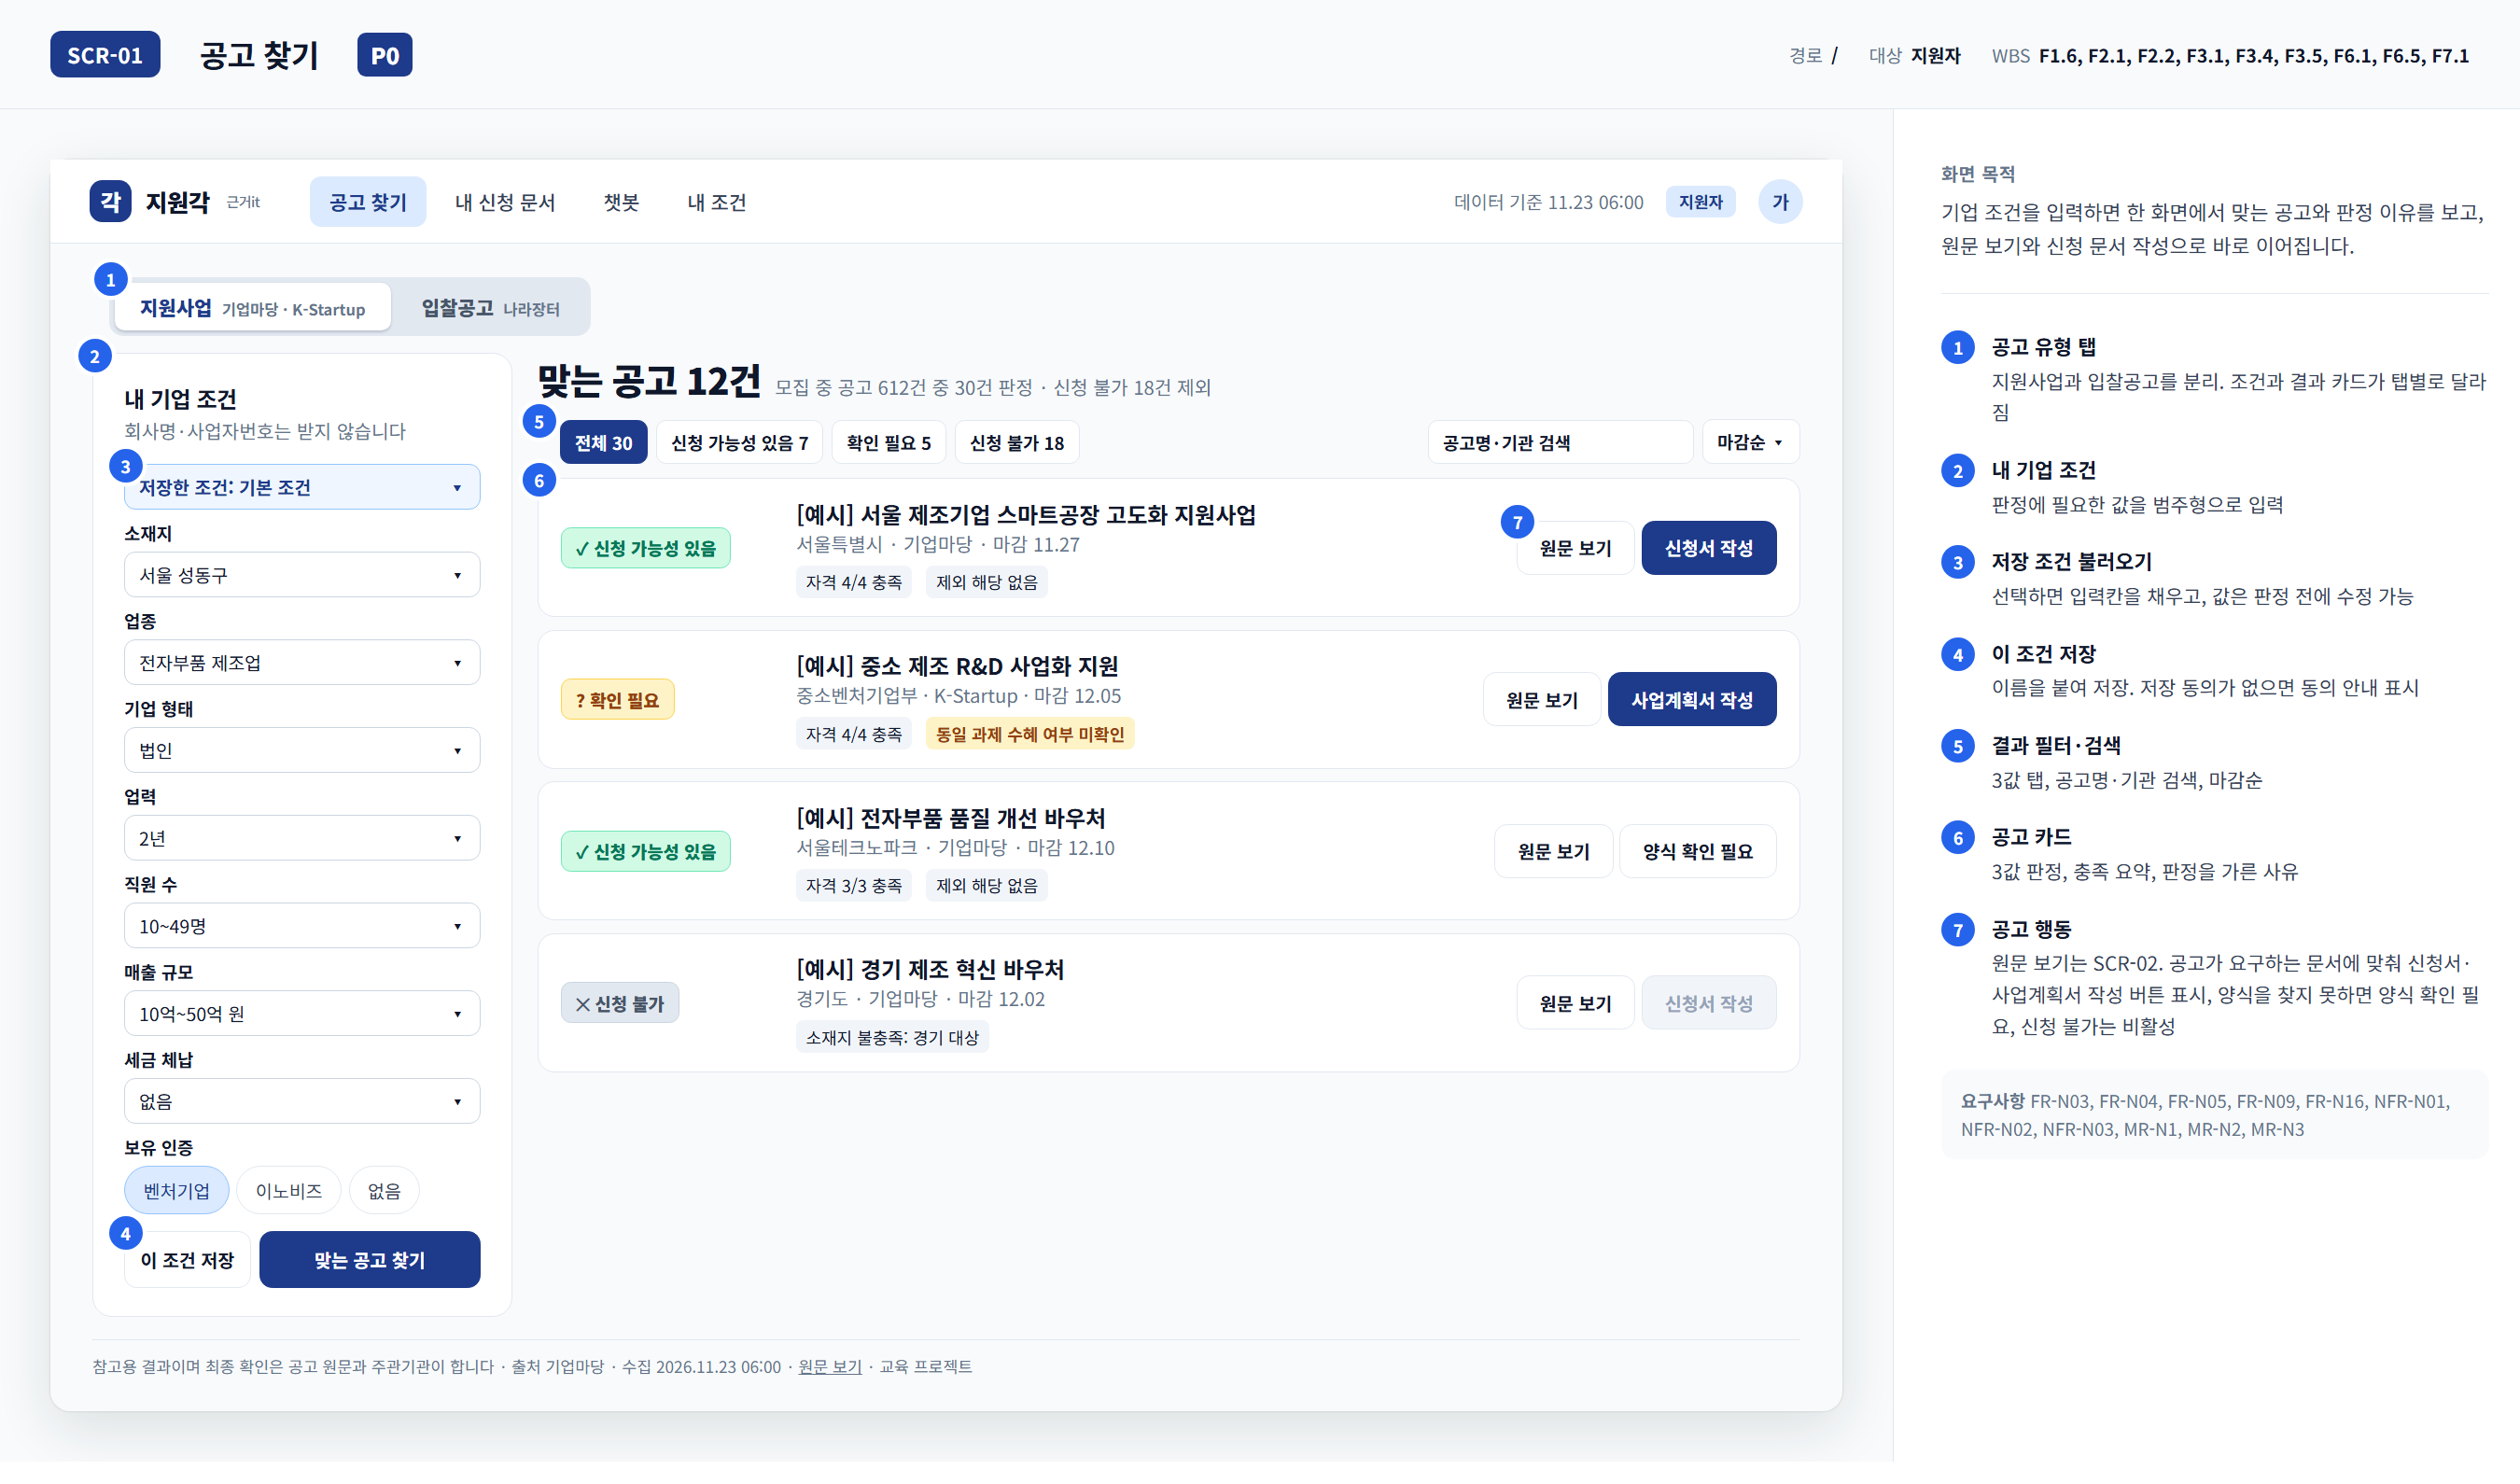 SCR-01 공고 찾기 P0
경로 / 대상 지원자 WBS F1.6, F2.1, F2.2, F3.1, F3.4, F3.5, F6.1, F6.5, F7.1
각 지원각 근거it 공고 찾기 내 신청 문서 챗봇 내 조건 데이터 기준 11.23 06:00 지원자 가
1
지원사업 기업마당 · K-Startup 입찰공고 나라장터
2
내 기업 조건
회사명·사업자번호는 받지 않습니다
3
저장한 조건: 기본 조건 ▼
소재지
서울 성동구 ▼
업종
전자부품 제조업 ▼
기업 형태
법인 ▼
업력
2년 ▼
직원 수
10~49명 ▼
매출 규모
10억~50억 원 ▼
세금 체납
없음 ▼
보유 인증
벤처기업 이노비즈 없음
4
이 조건 저장 맞는 공고 찾기
맞는 공고 12건 모집 중 공고 612건 중 30건 판정 · 신청 불가 18건 제외
5
전체 30 신청 가능성 있음 7 확인 필요 5 신청 불가 18 공고명·기관 검색 마감순 ▼
6
✓ 신청 가능성 있음
[예시] 서울 제조기업 스마트공장 고도화 지원사업
서울특별시 · 기업마당 · 마감 11.27
자격 4/4 충족 제외 해당 없음
7
원문 보기 신청서 작성
? 확인 필요
[예시] 중소 제조 R&D 사업화 지원
중소벤처기업부 · K-Startup · 마감 12.05
자격 4/4 충족 동일 과제 수혜 여부 미확인
원문 보기 사업계획서 작성
✓ 신청 가능성 있음
[예시] 전자부품 품질 개선 바우처
서울테크노파크 · 기업마당 · 마감 12.10
자격 3/3 충족 제외 해당 없음
원문 보기 양식 확인 필요
✕ 신청 불가
[예시] 경기 제조 혁신 바우처
경기도 · 기업마당 · 마감 12.02
소재지 불충족: 경기 대상
원문 보기 신청서 작성
참고용 결과이며 최종 확인은 공고 원문과 주관기관이 합니다 · 출처 기업마당 · 수집 2026.11.23 06:00 · 원문 보기 · 교육 프로젝트
화면 목적
기업 조건을 입력하면 한 화면에서 맞는 공고와 판정 이유를 보고,
원문 보기와 신청 문서 작성으로 바로 이어집니다.
1 공고 유형 탭
지원사업과 입찰공고를 분리. 조건과 결과 카드가 탭별로 달라
짐
2 내 기업 조건
판정에 필요한 값을 범주형으로 입력
3 저장 조건 불러오기
선택하면 입력칸을 채우고, 값은 판정 전에 수정 가능
4 이 조건 저장
이름을 붙여 저장. 저장 동의가 없으면 동의 안내 표시
5 결과 필터·검색
3값 탭, 공고명·기관 검색, 마감순
6 공고 카드
3값 판정, 충족 요약, 판정을 가른 사유
7 공고 행동
원문 보기는 SCR-02. 공고가 요구하는 문서에 맞춰 신청서·
사업계획서 작성 버튼 표시, 양식을 찾지 못하면 양식 확인 필
요, 신청 불가는 비활성
요구사항 FR-N03, FR-N04, FR-N05, FR-N09, FR-N16, NFR-N01,
NFR-N02, NFR-N03, MR-N1, MR-N2, MR-N3